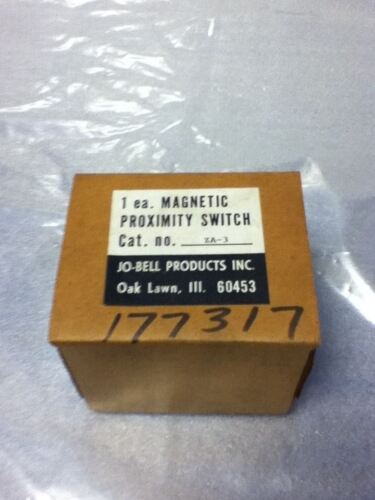 1 ea. MAGNETIC
PROXIMITY SWITCH
Cat. no. ZA-3
JO-BELL PRODUCTS INC.
Oak Lawn, Ill. 60453
177317